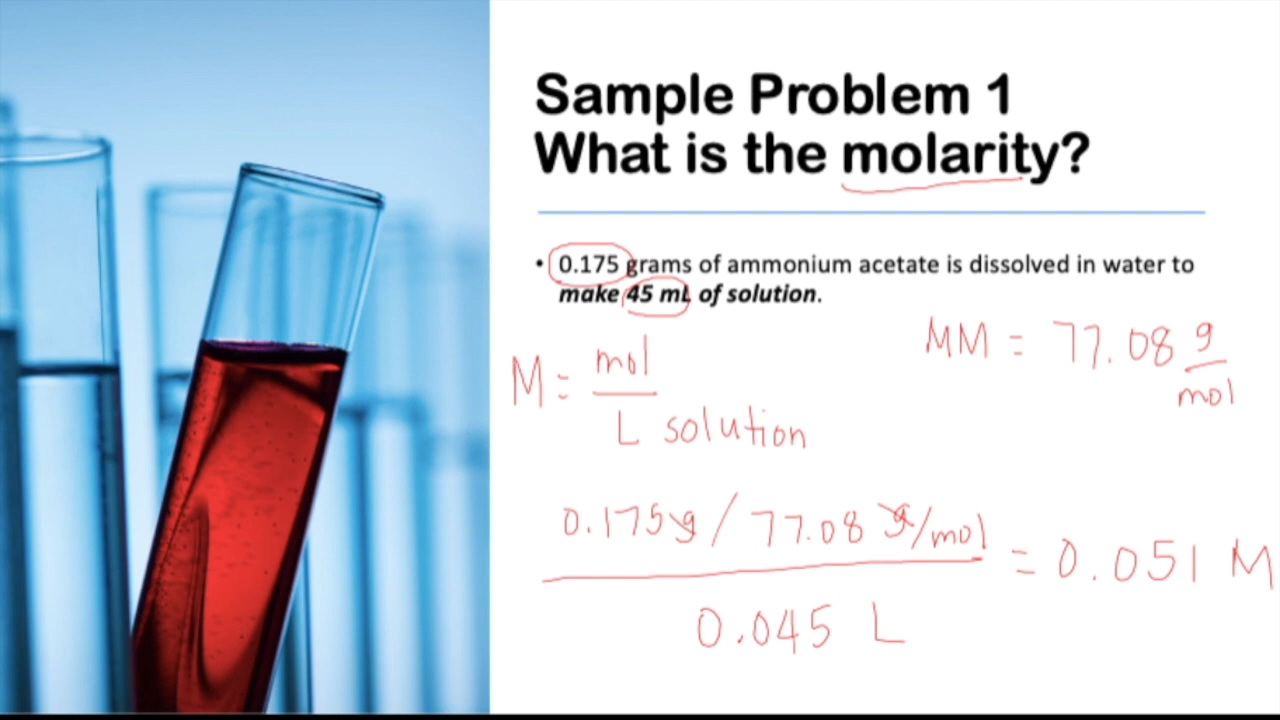 Sample Problem 1
What is the molarity?
• 0.175 grams of ammonium acetate is dissolved in water to
make 45 mL of solution.
MM = 77.08 g/mol
M = mol / L solution
0.175g / 77.08 g/mol
= 0.051 M
0.045 L